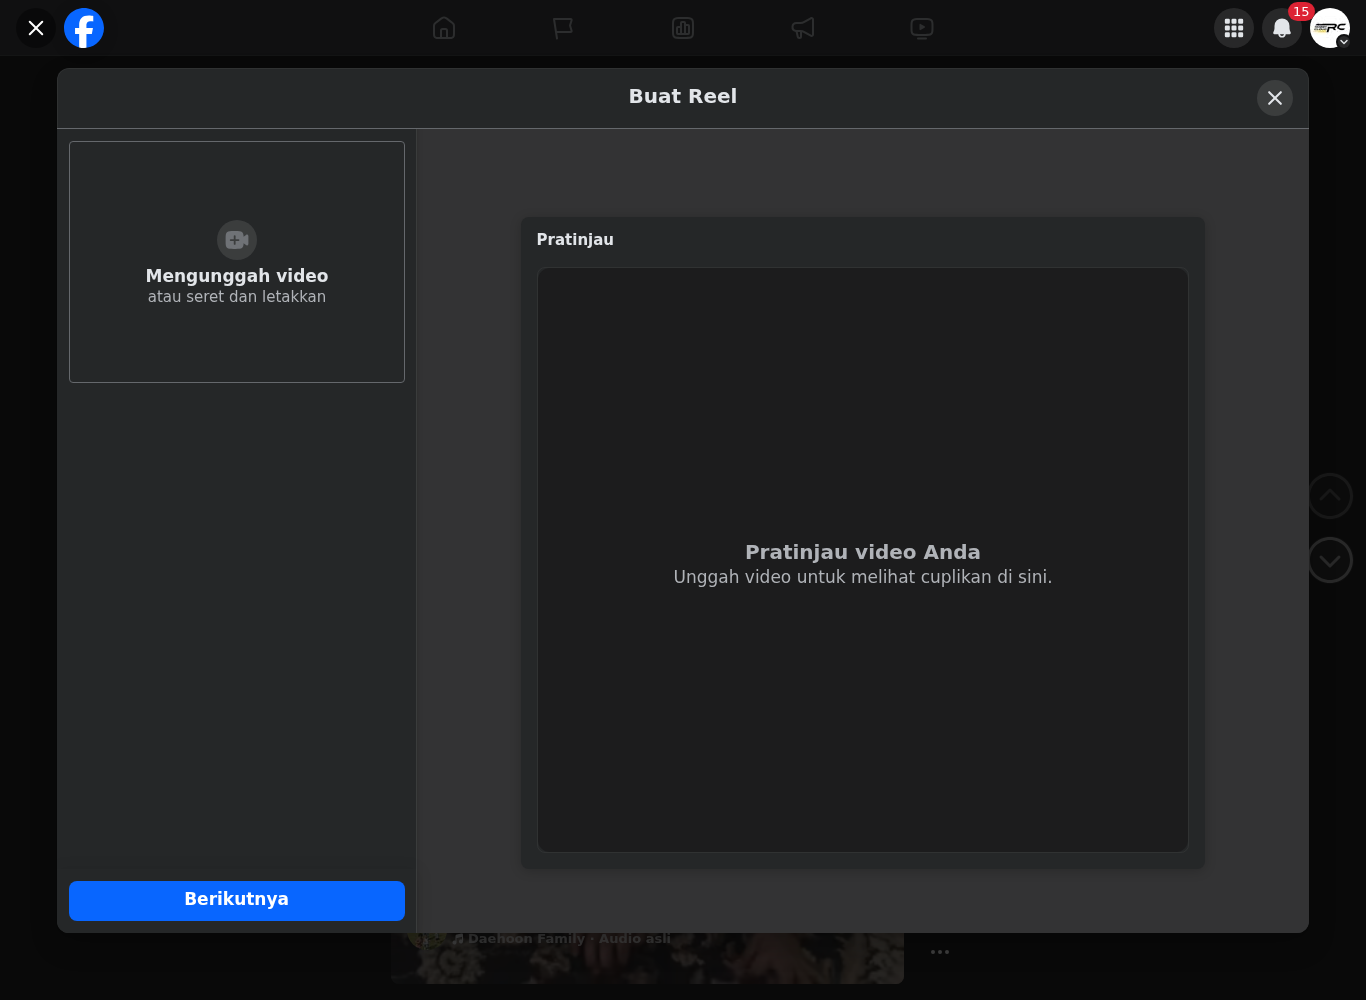 15
RC
Buat Reel
Mengunggah video
atau seret dan letakkan
Pratinjau
Pratinjau video Anda
Unggah video untuk melihat cuplikan di sini.
Berikutnya
Daehoon Family · Audio asli